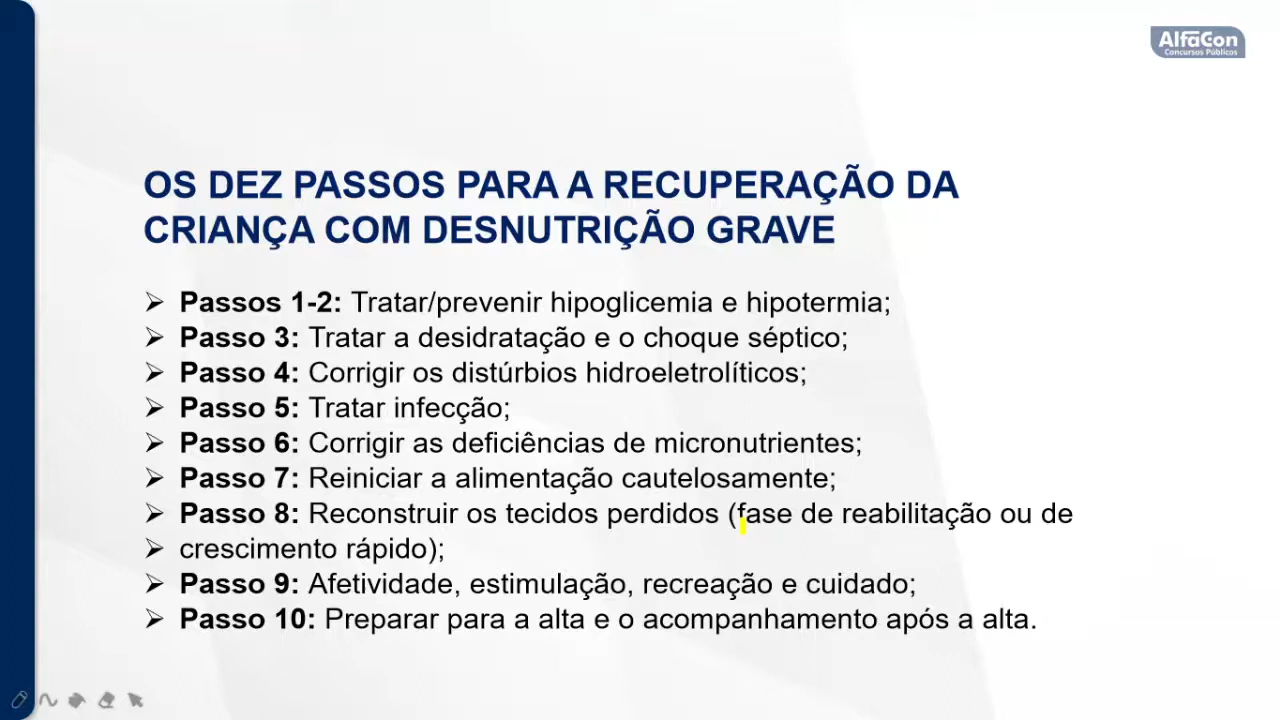 AlfaCon
Concursos Públicos
OS DEZ PASSOS PARA A RECUPERAÇÃO DA
CRIANÇA COM DESNUTRIÇÃO GRAVE
➢ Passos 1-2: Tratar/prevenir hipoglicemia e hipotermia;
➢ Passo 3: Tratar a desidratação e o choque séptico;
➢ Passo 4: Corrigir os distúrbios hidroeletrolíticos;
➢ Passo 5: Tratar infecção;
➢ Passo 6: Corrigir as deficiências de micronutrientes;
➢ Passo 7: Reiniciar a alimentação cautelosamente;
➢ Passo 8: Reconstruir os tecidos perdidos (fase de reabilitação ou de
➢ crescimento rápido);
➢ Passo 9: Afetividade, estimulação, recreação e cuidado;
➢ Passo 10: Preparar para a alta e o acompanhamento após a alta.